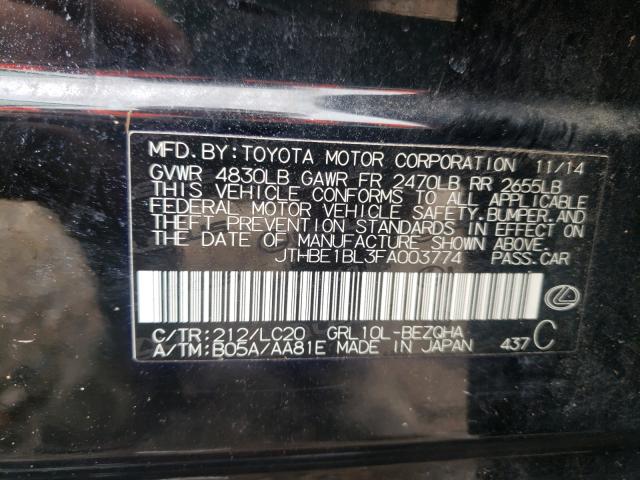 MFD.BY:TOYOTA MOTOR CORPORATION 11/14
GVWR 4830LB GAWR FR 2470LB RR 2655LB
THIS VEHICLE CONFORMS TO ALL APPLICABLE
FEDERAL MOTOR VEHICLE SAFETY,BUMPER,AND
THEFT PREVENTION STANDARDS IN EFFECT ON
THE DATE OF MANUFACTURE SHOWN ABOVE.
JTHBE1BL3FA003774 PASS.CAR
C/TR:212/LC20 GRL10L-BEZQHA
A/TM:B05A/AA81E MADE IN JAPAN 437 C